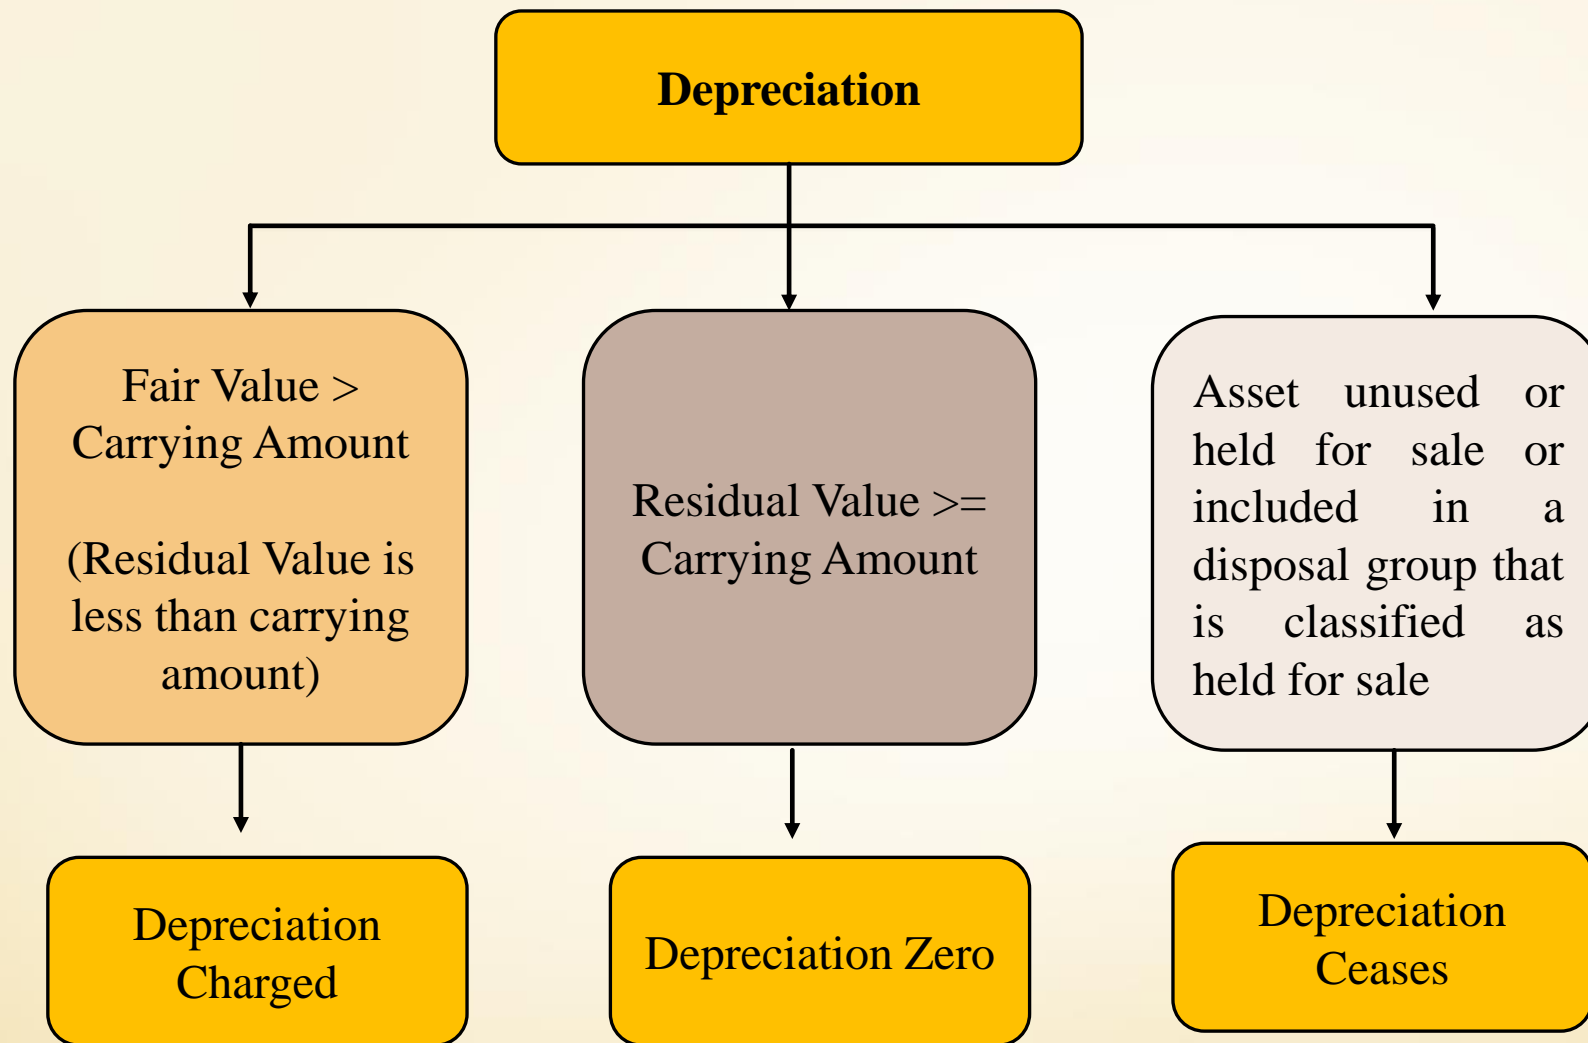 Depreciation
Fair Value >
Carrying Amount
(Residual Value is
less than carrying
amount)
Residual Value >=
Carrying Amount
Asset unused or
held for sale or
included in a
disposal group that
is classified as
held for sale
Depreciation
Charged
Depreciation Zero
Depreciation
Ceases